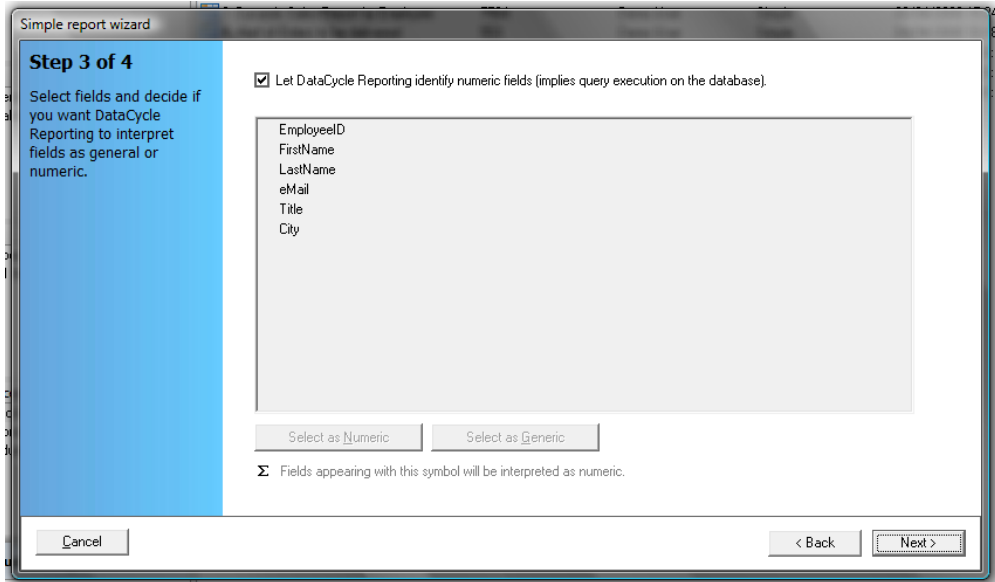 Simple report wizard
Step 3 of 4
Select fields and decide if
you want DataCycle
Reporting to interpret
fields as general or
numeric.
Let DataCycle Reporting identify numeric fields (implies query execution on the database).
EmployeeID
FirstName
LastName
eMail
Title
City
Select as Numeric
Select as Generic
Σ Fields appearing with this symbol will be interpreted as numeric.
Cancel
< Back
Next >